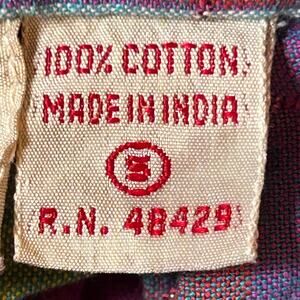 100% COTTON
MADE IN INDIA
S
R.N. 48429